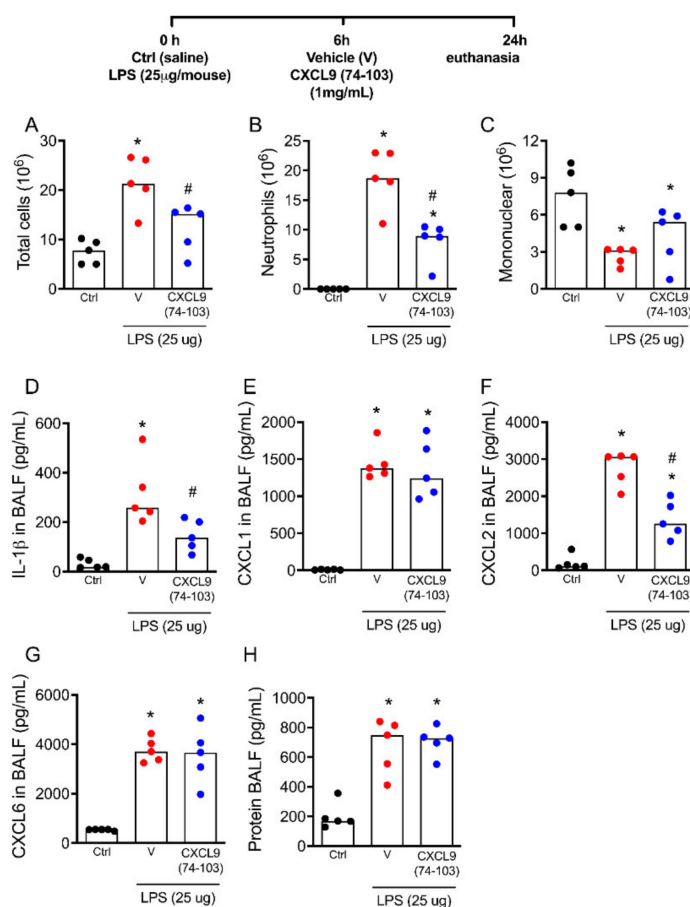 0 h 6h 24h
Ctrl (saline) Vehicle (V) euthanasia
LPS (25µg/mouse) CXCL9 (74-103)
(1mg/mL)
A
Total cells (10⁶)
30
20
10
0
Ctrl V CXCL9
(74-103)
LPS (25 ug)
*
#
B
Neutrophils (10⁶)
25
20
15
10
5
0
Ctrl V CXCL9
(74-103)
LPS (25 ug)
*
#
*
C
Mononuclear (10⁶)
12
9
6
3
0
Ctrl V CXCL9
(74-103)
LPS (25 ug)
*
*
D
IL-1β in BALF (pg/mL)
600
400
200
0
Ctrl V CXCL9
(74-103)
LPS (25 ug)
*
#
E
CXCL1 in BALF (pg/mL)
2000
1500
1000
500
0
Ctrl V CXCL9
(74-103)
LPS (25 ug)
*
*
F
CXCL2 in BALF (pg/mL)
4000
3000
2000
1000
0
Ctrl V CXCL9
(74-103)
LPS (25 ug)
*
#
*
G
CXCL6 in BALF (pg/mL)
6000
4000
2000
0
Ctrl V CXCL9
(74-103)
LPS (25 ug)
*
*
H
Protein BALF (pg/mL)
1000
800
600
400
200
0
Ctrl V CXCL9
(74-103)
LPS (25 ug)
*
*